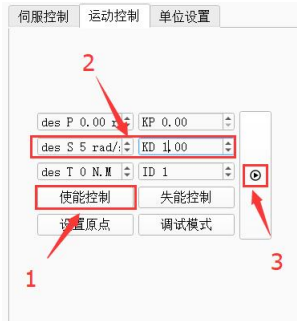 伺服控制 运动控制 单位设置
2
des P 0.00 r KP 0.00
des S 5 rad/s KD 1.00
des T 0 N.M ID 1
使能控制 失能控制
设置原点 调试模式
1 3